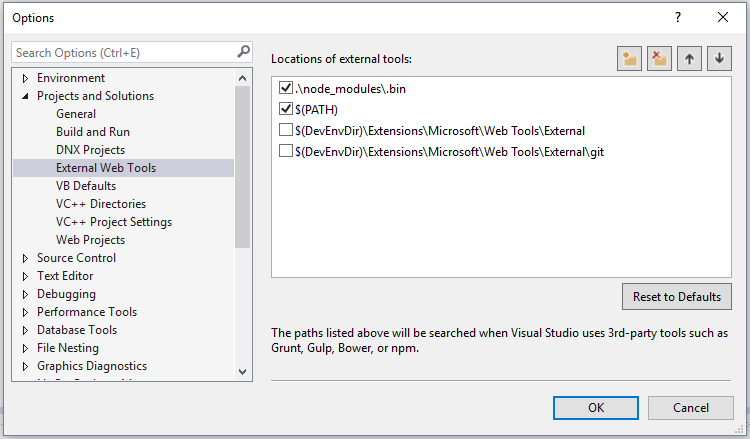 Options
Search Options (Ctrl+E)
Environment
Projects and Solutions
General
Build and Run
DNX Projects
External Web Tools
VB Defaults
VC++ Directories
VC++ Project Settings
Web Projects
Source Control
Text Editor
Debugging
Performance Tools
Database Tools
File Nesting
Graphics Diagnostics
Locations of external tools:
.\node_modules\.bin
$(PATH)
$(DevEnvDir)\Extensions\Microsoft\Web Tools\External
$(DevEnvDir)\Extensions\Microsoft\Web Tools\External\git
Reset to Defaults
The paths listed above will be searched when Visual Studio uses 3rd-party tools such as
Grunt, Gulp, Bower, or npm.
OK
Cancel